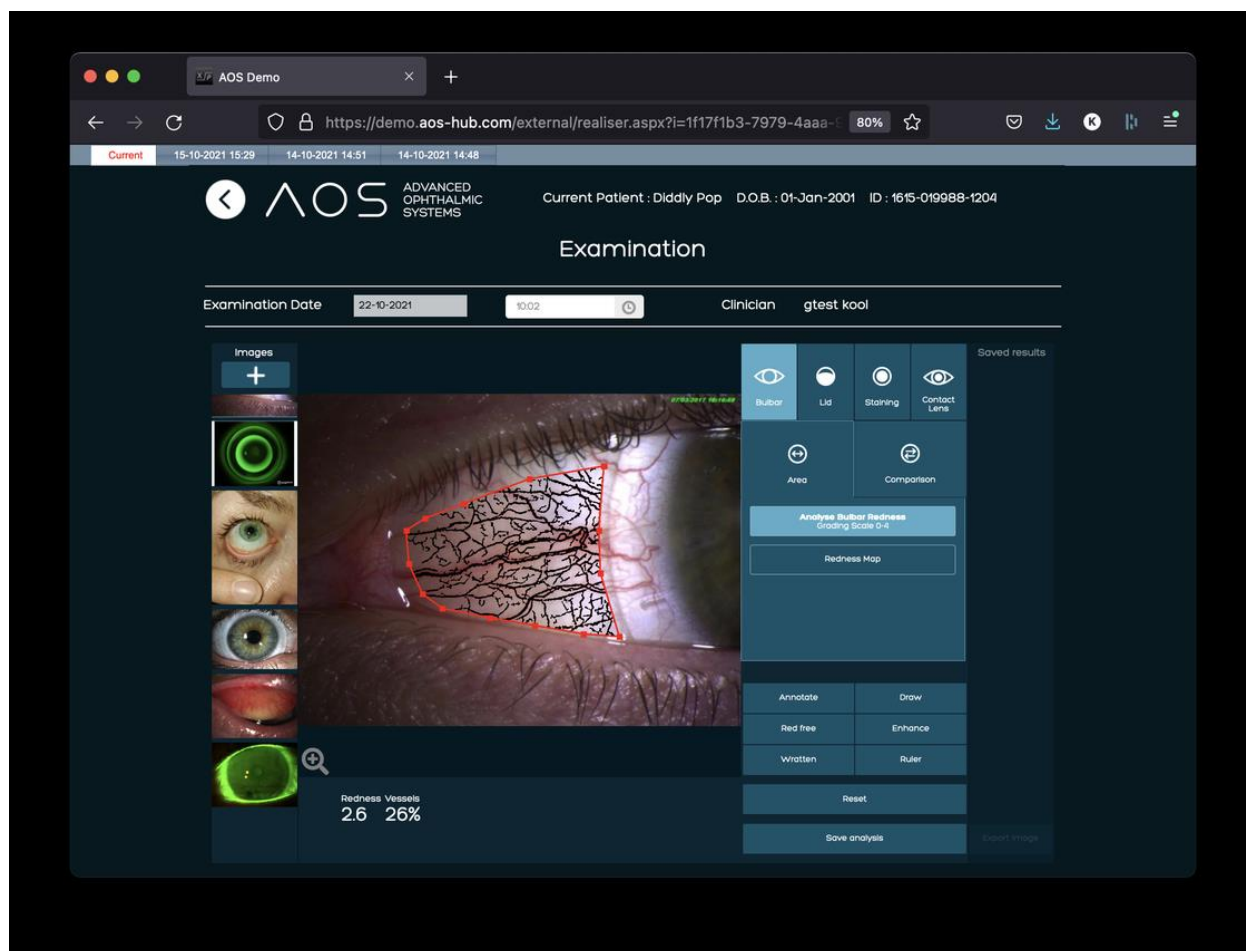 AOS Demo
https://demo.aos-hub.com/external/realiser.aspx?i=1f17f1b3-7979-4aaa-
80%
K
Current 15-10-2021 15:29 14-10-2021 14:51 14-10-2021 14:48
AOS
ADVANCED
OPHTHALMIC
SYSTEMS
Current Patient : Diddly Pop D.O.B. : 01-Jan-2001 ID : 1615-019988-1204
Examination
Examination Date 22-10-2021 10:02 Clinician gtest kool
Images
Bulbar Lid Staining Contact
Lens
Saved results
Area Comparison
Analyse Bulbar Redness
Grading Scale 0-4
Redness Map
Annotate Draw
Red free Enhance
Wratten Ruler
Reset
Save analysis
Export Image
Redness Vessels
2.6 26%